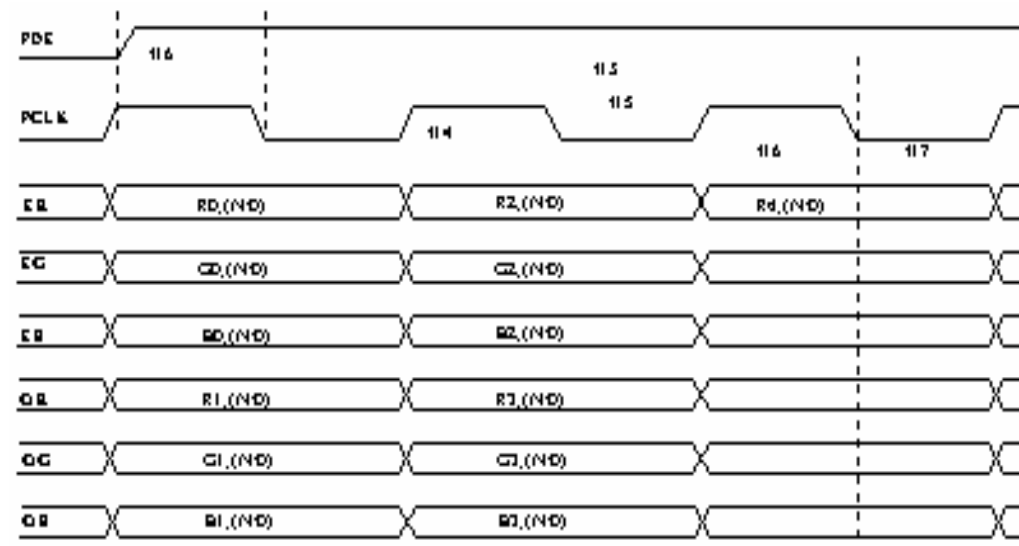 PDE
t16
t15
PCLK
t15
t14
t16
t17
ER
R0,(N:0)
R2,(N:0)
R4,(N:0)
EG
G0,(N:0)
G2,(N:0)
EB
B0,(N:0)
B2,(N:0)
OR
R1,(N:0)
R3,(N:0)
OG
G1,(N:0)
G3,(N:0)
OB
B1,(N:0)
B3,(N:0)